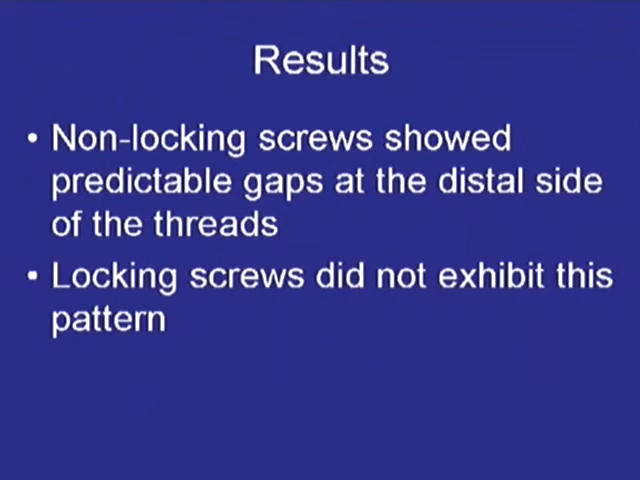 Results
• Non-locking screws showed
predictable gaps at the distal side
of the threads
• Locking screws did not exhibit this
pattern